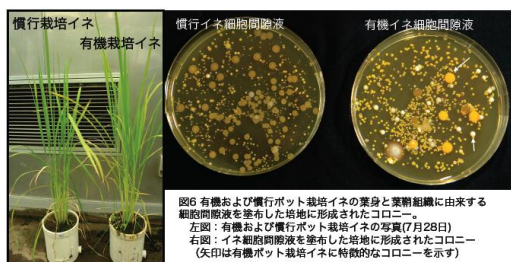 慣行栽培イネ
有機栽培イネ
慣行イネ細胞間隙液
有機イネ細胞間隙液
図6 有機および慣行ポット栽培イネの葉身と葉鞘組織に由来する
細胞間隙液を塗布した培地に形成されたコロニー。
左図：有機および慣行ポット栽培イネの写真(7月28日)
右図：イネ細胞間隙液を塗布した培地に形成されたコロニー
（矢印は有機ポット栽培イネに特徴的なコロニーを示す）